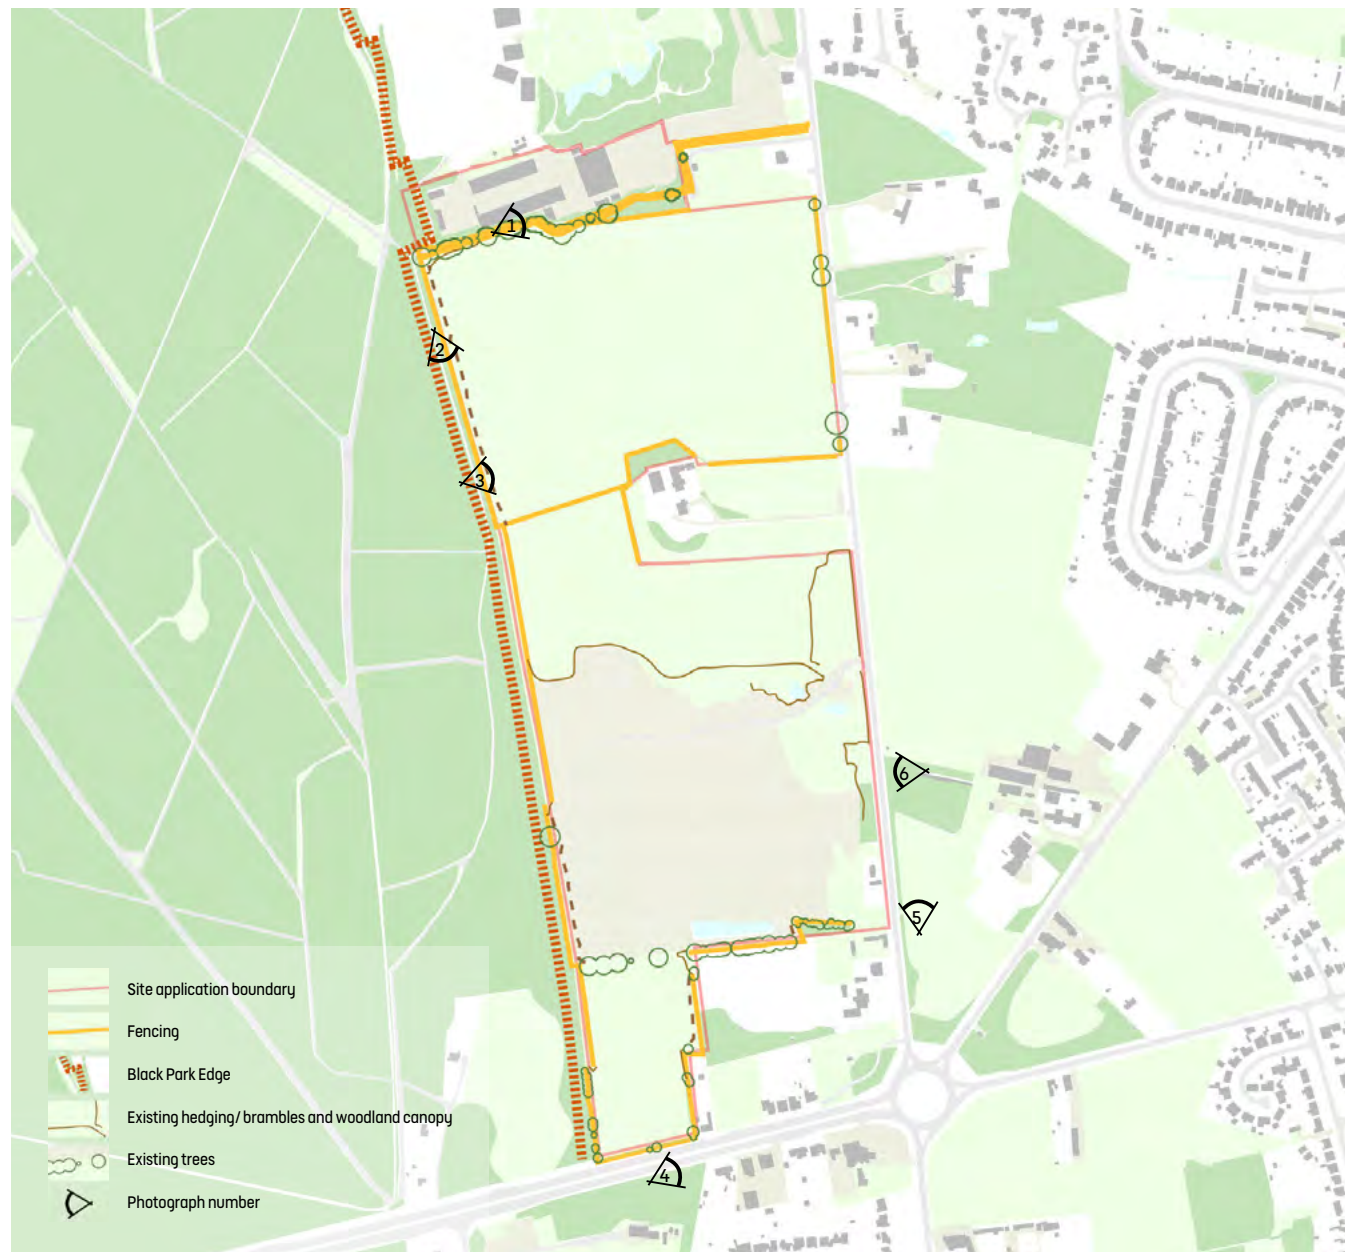 1
2
3
6
5
4
Site application boundary
Fencing
Black Park Edge
Existing hedging/ brambles and woodland canopy
Existing trees
Photograph number